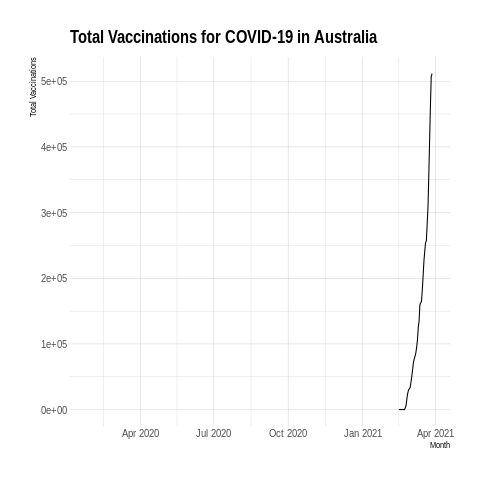 Total Vaccinations for COVID-19 in Australia
Total Vaccinations
5e+05
4e+05
3e+05
2e+05
1e+05
0e+00
Apr 2020 Jul 2020 Oct 2020 Jan 2021 Apr 2021
Month